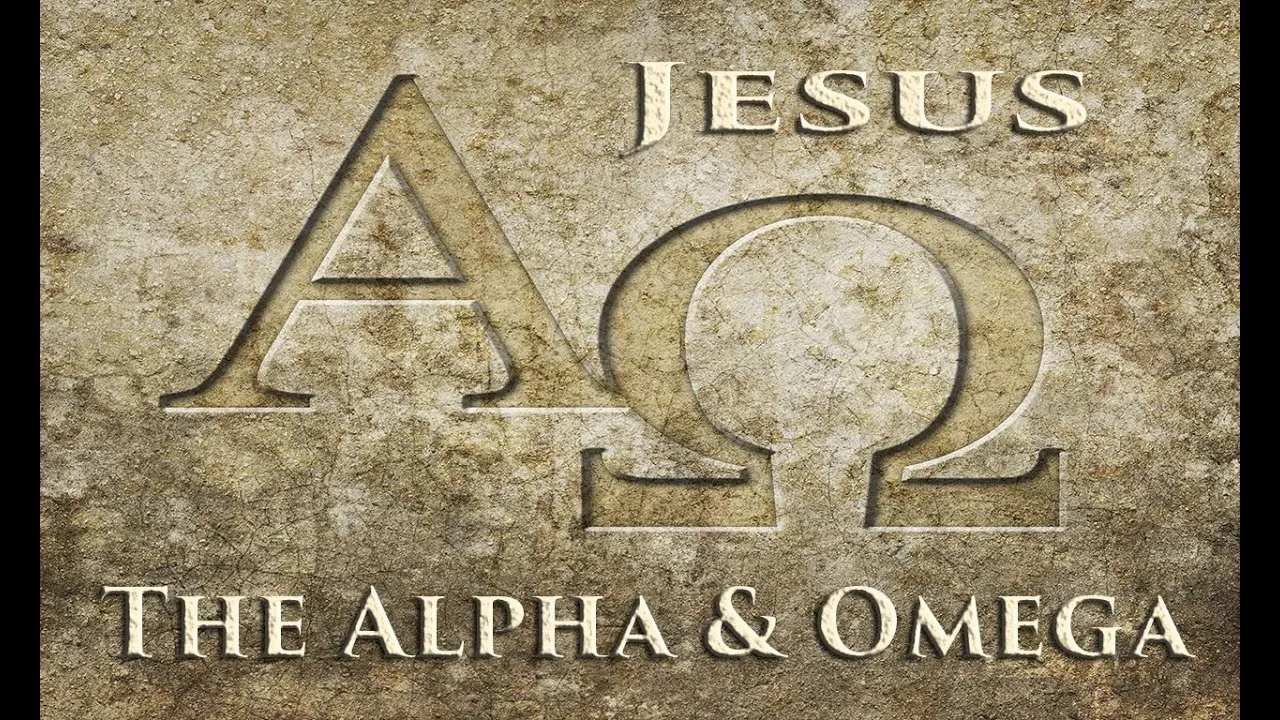 Jesus
ΑΩ
The Alpha & Omega